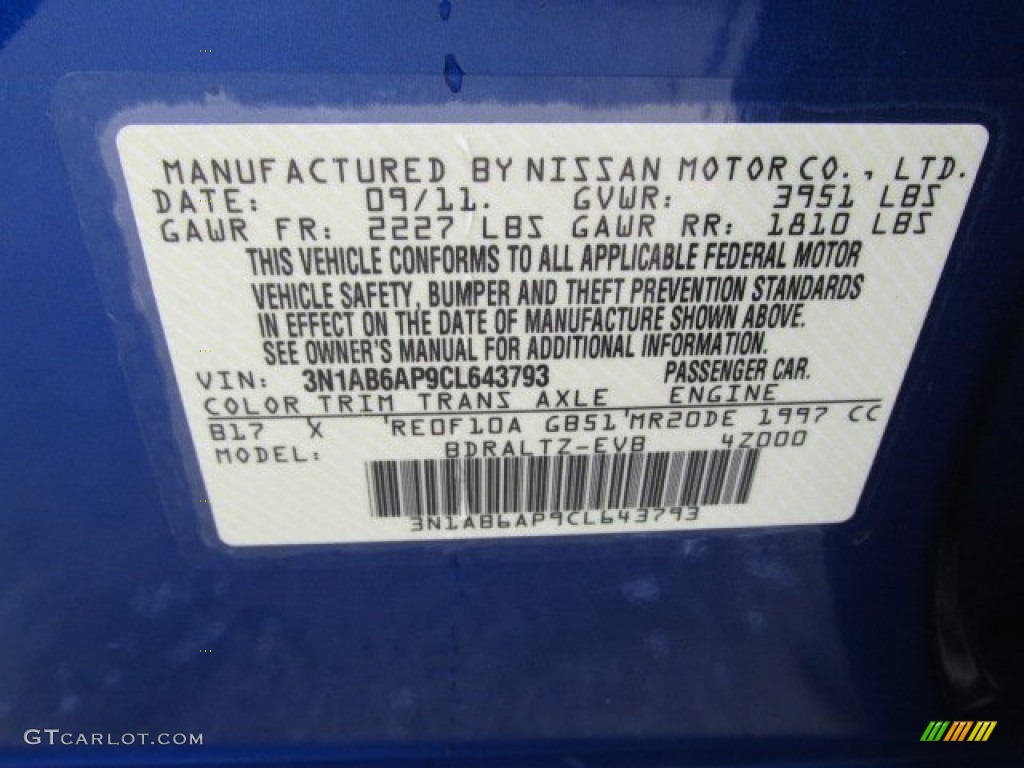 MANUFACTURED BY NISSAN MOTOR CO., LTD.
DATE: 09/11. GVWR: 3951 LBS
GAWR FR: 2227 LBS GAWR RR: 1810 LBS
THIS VEHICLE CONFORMS TO ALL APPLICABLE FEDERAL MOTOR
VEHICLE SAFETY, BUMPER AND THEFT PREVENTION STANDARDS
IN EFFECT ON THE DATE OF MANUFACTURE SHOWN ABOVE.
SEE OWNER'S MANUAL FOR ADDITIONAL INFORMATION.
VIN: 3N1AB6AP9CL643793 PASSENGER CAR.
COLOR TRIM TRANS AXLE ENGINE
B17 X 'RE0F10A GB51'MR20DE 1997 CC
MODEL: BDRALTZ-EVB 4Z000
3N1AB6AP9CL643793
GTCARLOT.COM